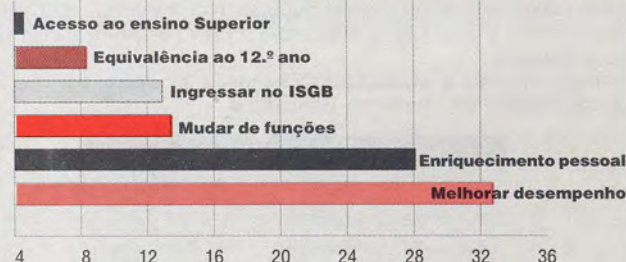 Acesso ao ensino Superior
Equivalência ao 12.º ano
Ingressar no ISGB
Mudar de funções
Enriquecimento pessoal
Melhorar desempenho
4 8 12 16 20 24 28 32 36